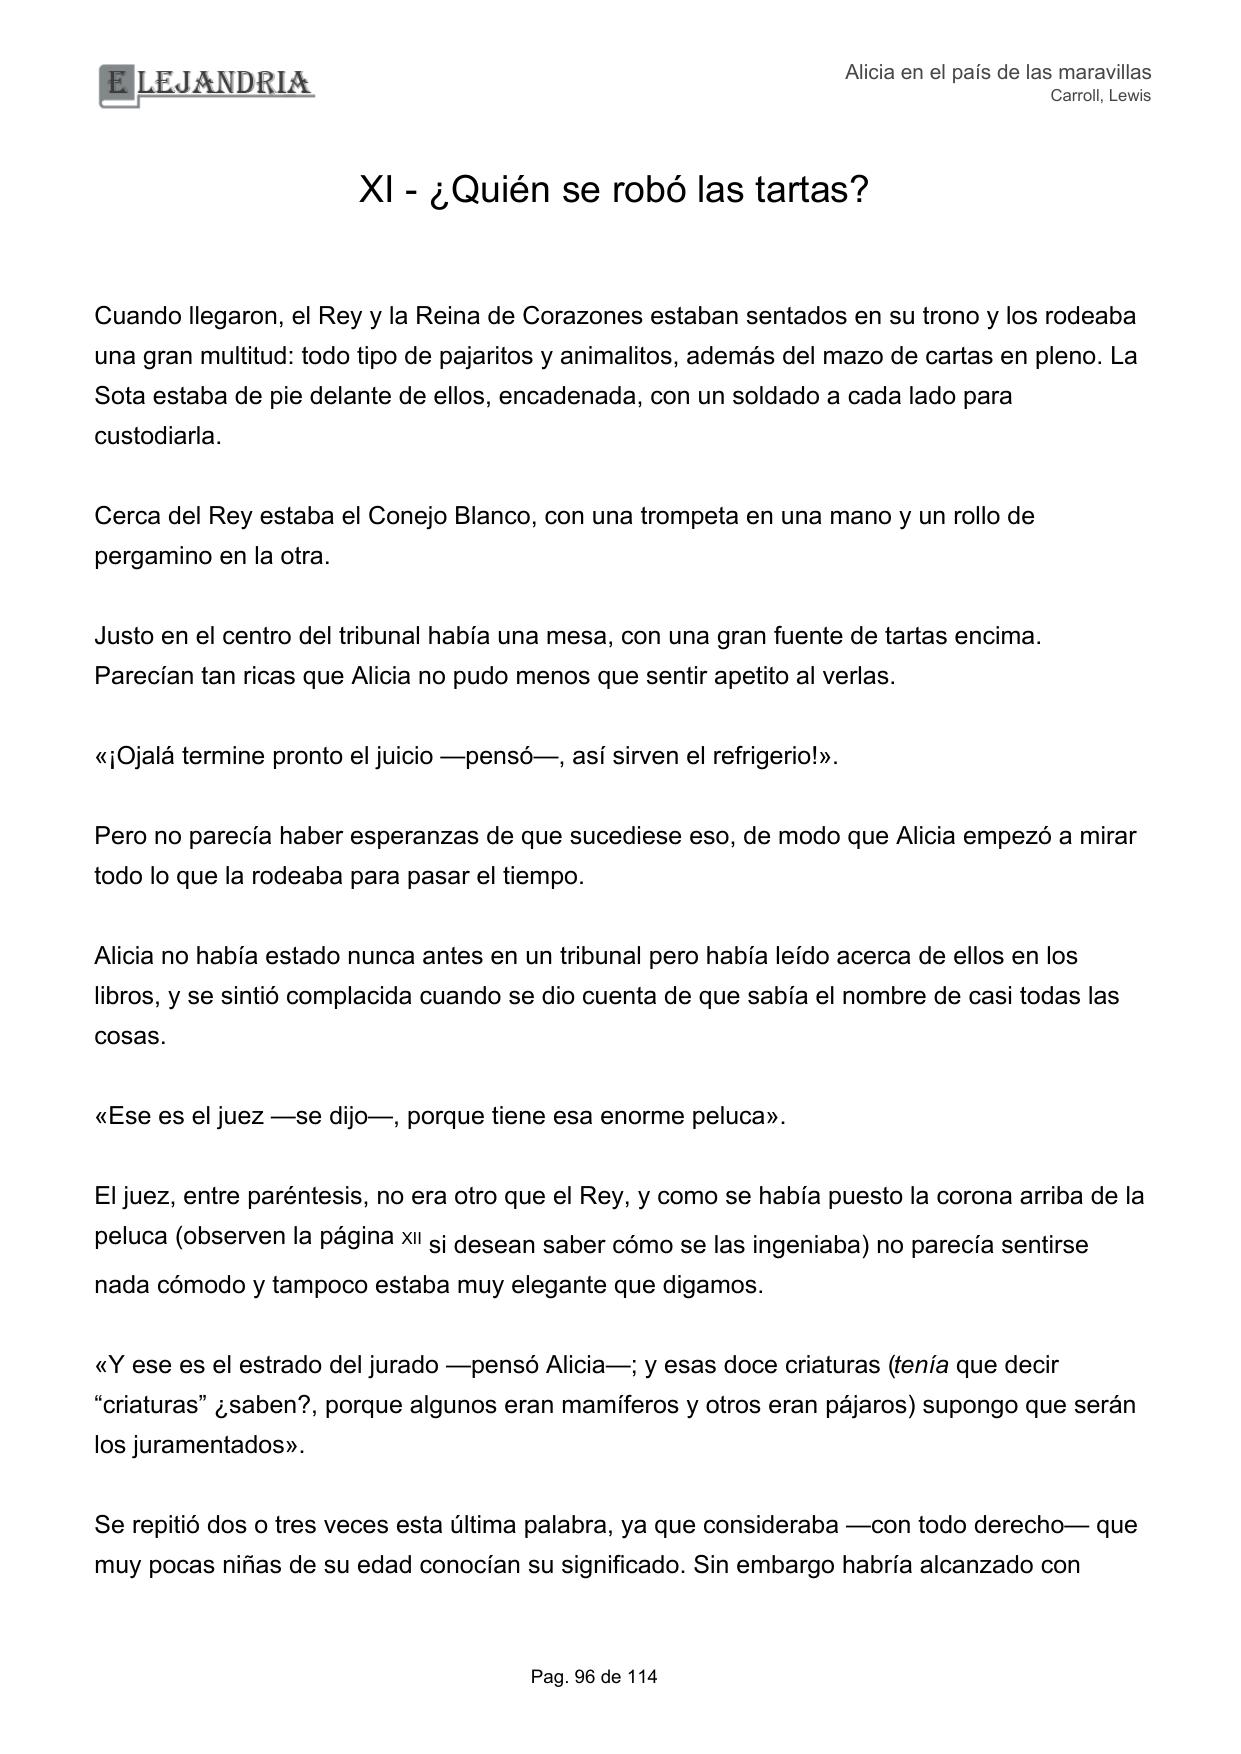 ELEJANDRIA
Alicia en el país de las maravillas
Carroll, Lewis
XI - ¿Quién se robó las tartas?
Cuando llegaron, el Rey y la Reina de Corazones estaban sentados en su trono y los rodeaba
una gran multitud: todo tipo de pajaritos y animalitos, además del mazo de cartas en pleno. La
Sota estaba de pie delante de ellos, encadenada, con un soldado a cada lado para
custodiarla.
Cerca del Rey estaba el Conejo Blanco, con una trompeta en una mano y un rollo de
pergamino en la otra.
Justo en el centro del tribunal había una mesa, con una gran fuente de tartas encima.
Parecían tan ricas que Alicia no pudo menos que sentir apetito al verlas.
«¡Ojalá termine pronto el juicio —pensó—, así sirven el refrigerio!».
Pero no parecía haber esperanzas de que sucediese eso, de modo que Alicia empezó a mirar
todo lo que la rodeaba para pasar el tiempo.
Alicia no había estado nunca antes en un tribunal pero había leído acerca de ellos en los
libros, y se sintió complacida cuando se dio cuenta de que sabía el nombre de casi todas las
cosas.
«Ese es el juez —se dijo—, porque tiene esa enorme peluca».
El juez, entre paréntesis, no era otro que el Rey, y como se había puesto la corona arriba de la
peluca (observen la página XII si desean saber cómo se las ingeniaba) no parecía sentirse
nada cómodo y tampoco estaba muy elegante que digamos.
«Y ese es el estrado del jurado —pensó Alicia—; y esas doce criaturas (tenía que decir
“criaturas” ¿saben?, porque algunos eran mamíferos y otros eran pájaros) supongo que serán
los juramentados».
Se repitió dos o tres veces esta última palabra, ya que consideraba —con todo derecho— que
muy pocas niñas de su edad conocían su significado. Sin embargo habría alcanzado con
Pag. 96 de 114